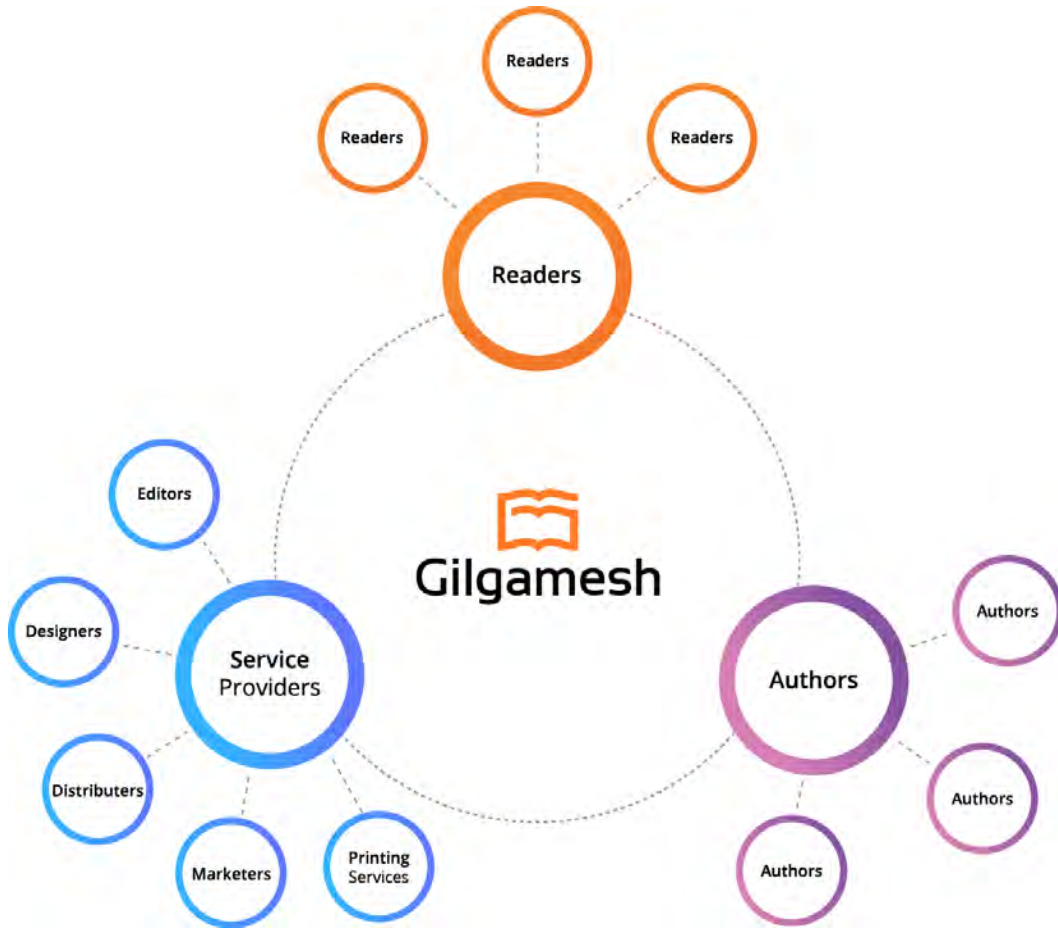 Readers
Readers
Readers
Readers
Gilgamesh
Editors
Designers
Service
Providers
Distributers
Marketers
Printing
Services
Authors
Authors
Authors
Authors